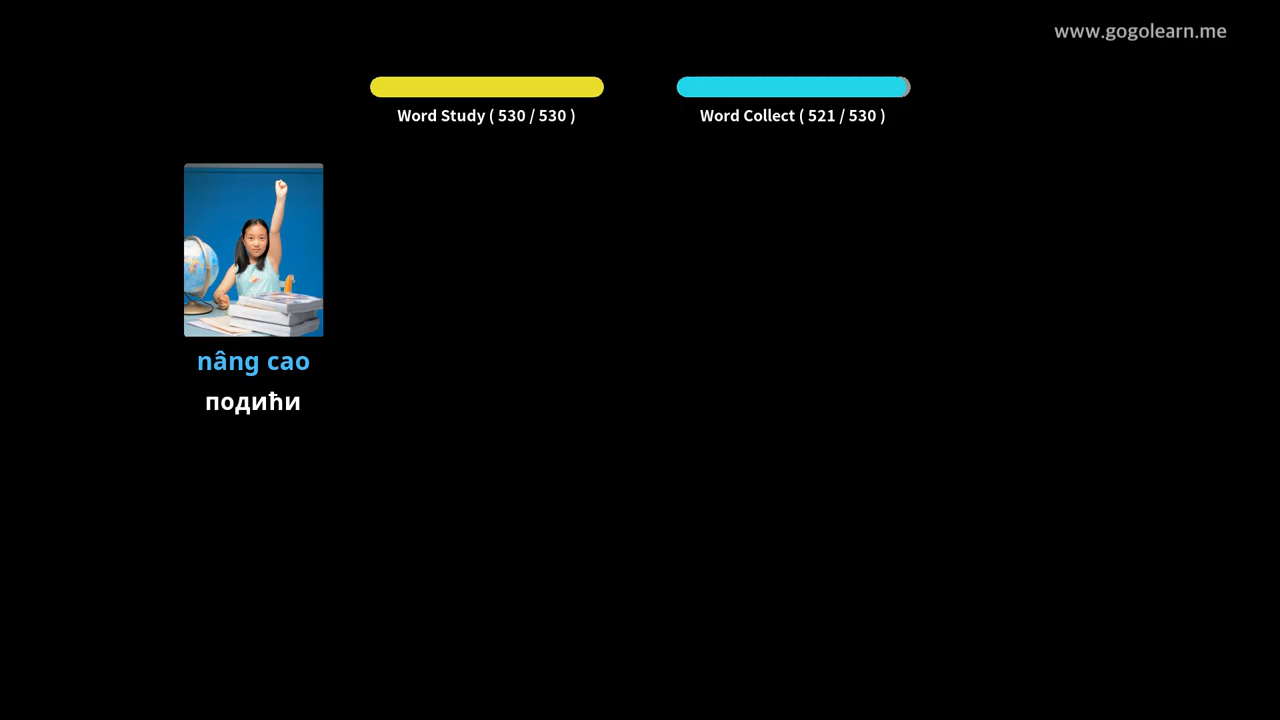 www.gogolearn.me
Word Study ( 530 / 530 )
Word Collect ( 521 / 530 )
nâng cao
подићи